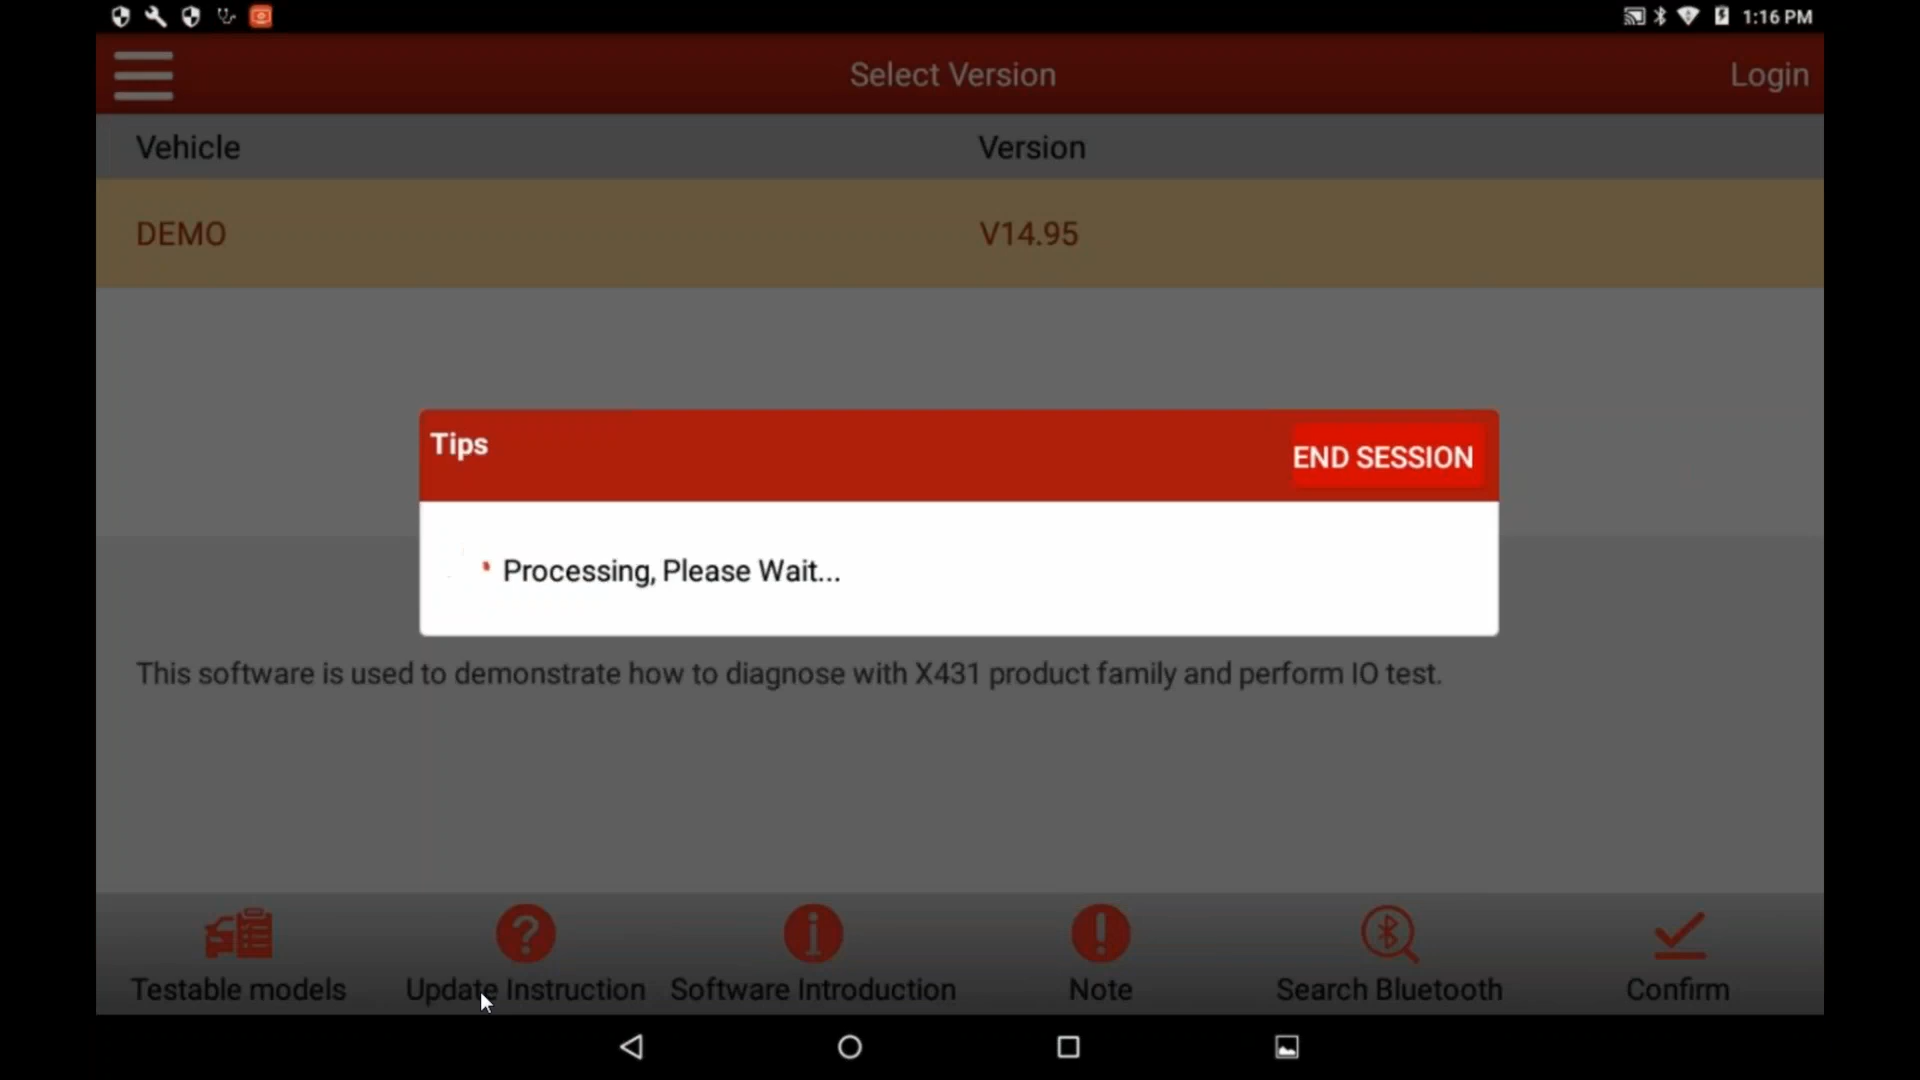 1:16 PM
Select Version
Login
Vehicle
Version
DEMO
V14.95
Tips
END SESSION
Processing, Please Wait...
This software is used to demonstrate how to diagnose with X431 product family and perform IO test.
Testable models
Update Instruction
Software Introduction
Note
Search Bluetooth
Confirm